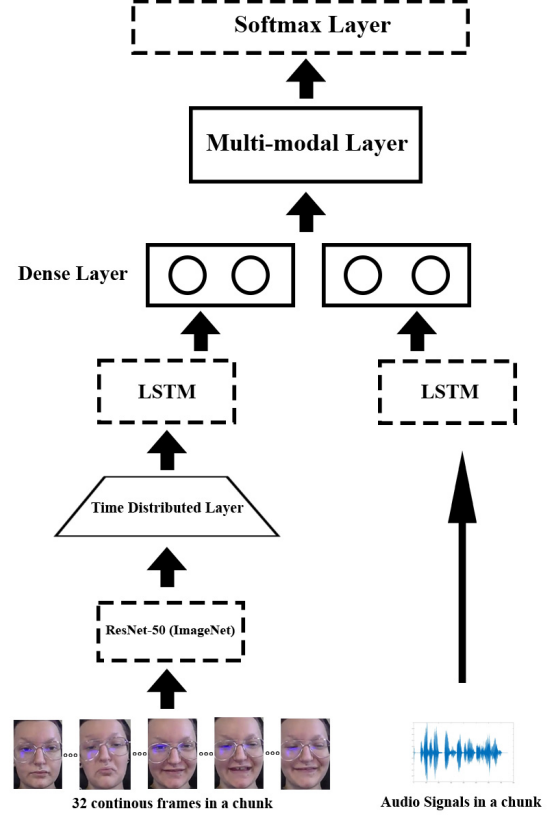 Softmax Layer
Multi-modal Layer
Dense Layer
LSTM
LSTM
Time Distributed Layer
ResNet-50 (ImageNet)
32 continous frames in a chunk
Audio Signals in a chunk